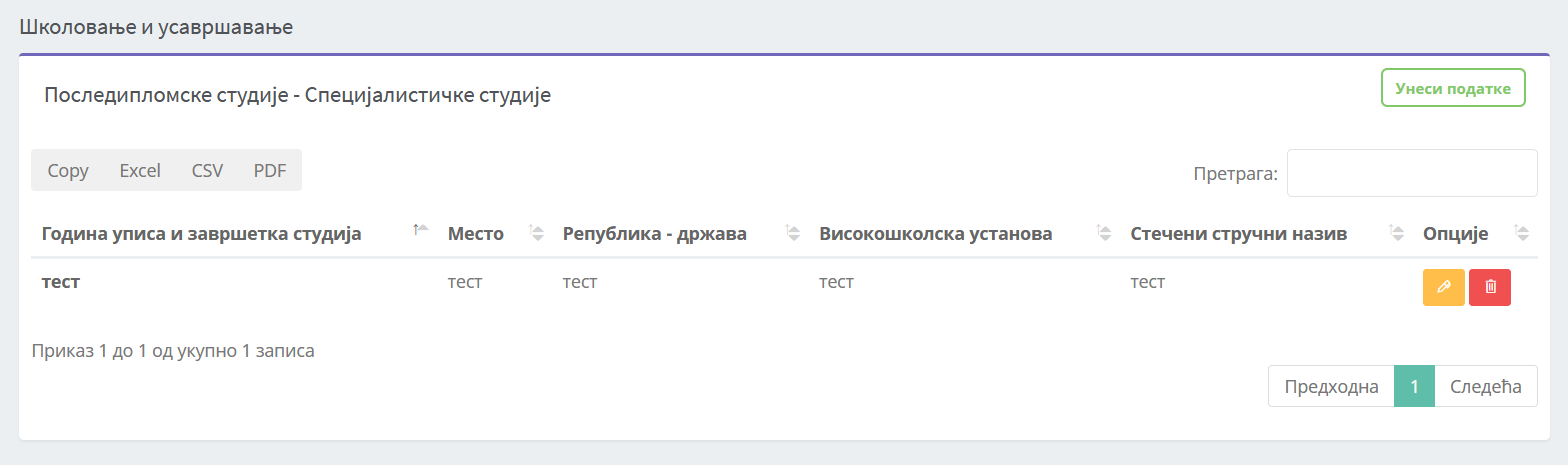 Школовање и усавршавање
Последипломске студије - Специјалистичке студије
Унеси податке
Copy Excel CSV PDF
Претрага:
Година уписа и завршетка студија Место Република - држава Високошколска установа Стечени стручни назив Опције
тест тест тест тест тест
Приказ 1 до 1 од укупно 1 записа
Предходна 1 Следећа